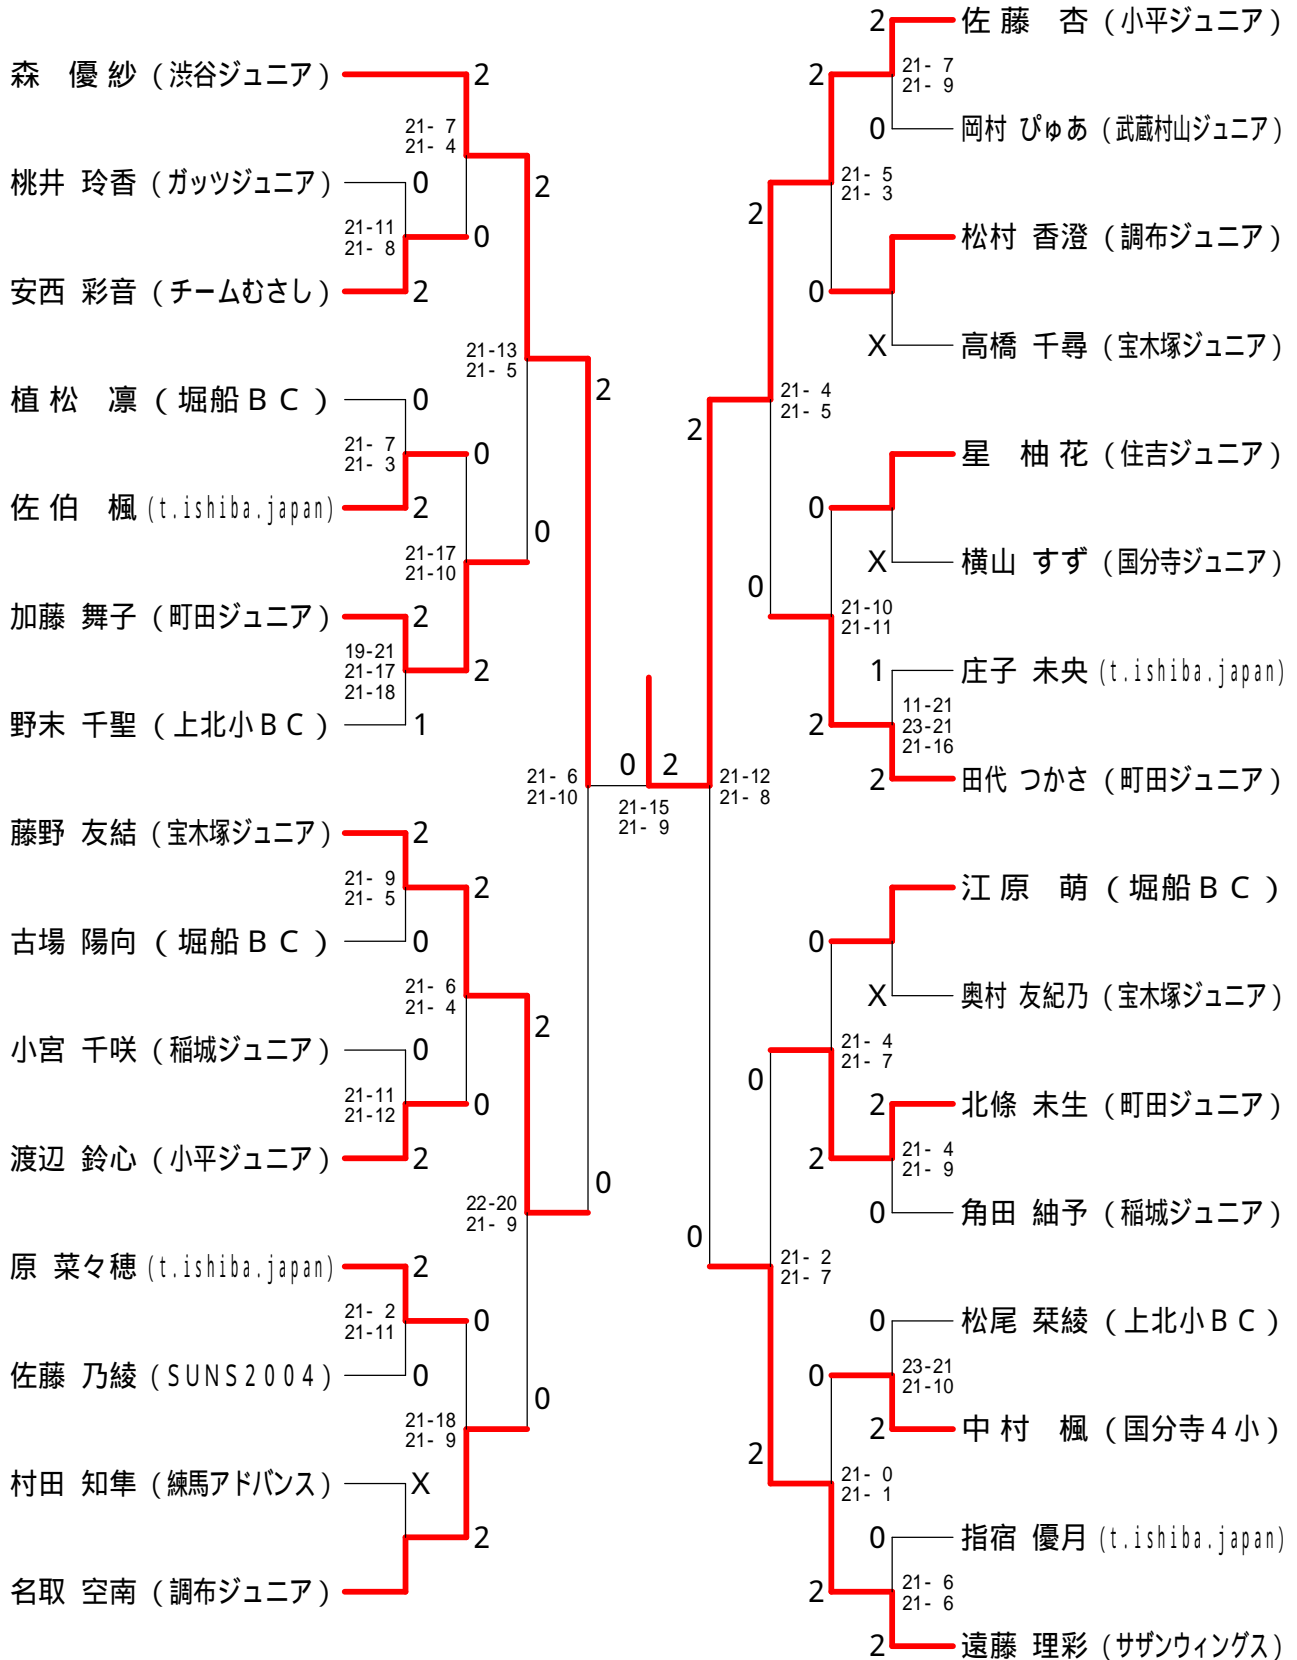 森 優紗 (渋谷ジュニア) 2
21- 7
21- 4
桃井 玲香 (ガッツジュニア) 0
2
21-11
21- 8
0
安西 彩音 (チームむさし) 2
21-13
21- 5
植松 凛 (堀船BC) 0
2
21- 7
21- 3
0
佐伯 楓 (t.ishiba.japan) 2
0
21-17
21-10
加藤 舞子 (町田ジュニア) 2
19-21
21-17
21-18
2
野末 千聖 (上北小BC) 1
21- 6
21-10
藤野 友結 (宝木塚ジュニア) 2
21- 9
21- 5
2
古場 陽向 (堀船BC) 0
21- 6
21- 4
2
小宮 千咲 (稲城ジュニア) 0
21-11
21-12
0
渡辺 鈴心 (小平ジュニア) 2
0
22-20
21- 9
原 菜々穂 (t.ishiba.japan) 2
21- 2
21-11
0
佐藤 乃綾 (SUNS2004) 0
0
21-18
21- 9
村田 知隼 (練馬アドバンス) X
2
名取 空南 (調布ジュニア)
0 2
21-15
21- 9
2 佐藤 杏 (小平ジュニア)
2
21- 7
21- 9
0 岡村 ぴゅあ (武蔵村山ジュニア)
21- 5
21- 3
2
松村 香澄 (調布ジュニア)
0
X 高橋 千尋 (宝木塚ジュニア)
21- 4
21- 5
2
星 柚花 (住吉ジュニア)
0
X 横山 すず (国分寺ジュニア)
0
21-10
21-11
1 庄子 未央 (t.ishiba.japan)
2
11-21
23-21
21-16
2 田代 つかさ (町田ジュニア)
21-12
21- 8
江原 萌 (堀船BC)
0
X 奥村 友紀乃 (宝木塚ジュニア)
21- 4
21- 7
0
2 北條 未生 (町田ジュニア)
2
21- 4
21- 9
0 角田 紬予 (稲城ジュニア)
0
21- 2
21- 7
0 松尾 栞綾 (上北小BC)
0
23-21
21-10
2 中村 楓 (国分寺4小)
2
21- 0
21- 1
0 指宿 優月 (t.ishiba.japan)
2
21- 6
21- 6
2 遠藤 理彩 (サザンウィングス)